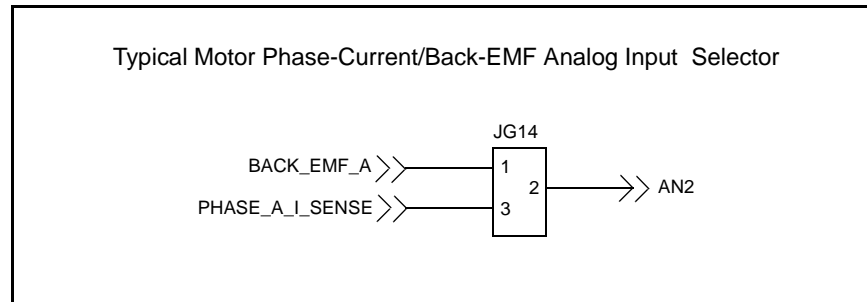 Typical Motor Phase-Current/Back-EMF Analog Input Selector
JG14
BACK_EMF_A 1
2 AN2
PHASE_A_I_SENSE 3